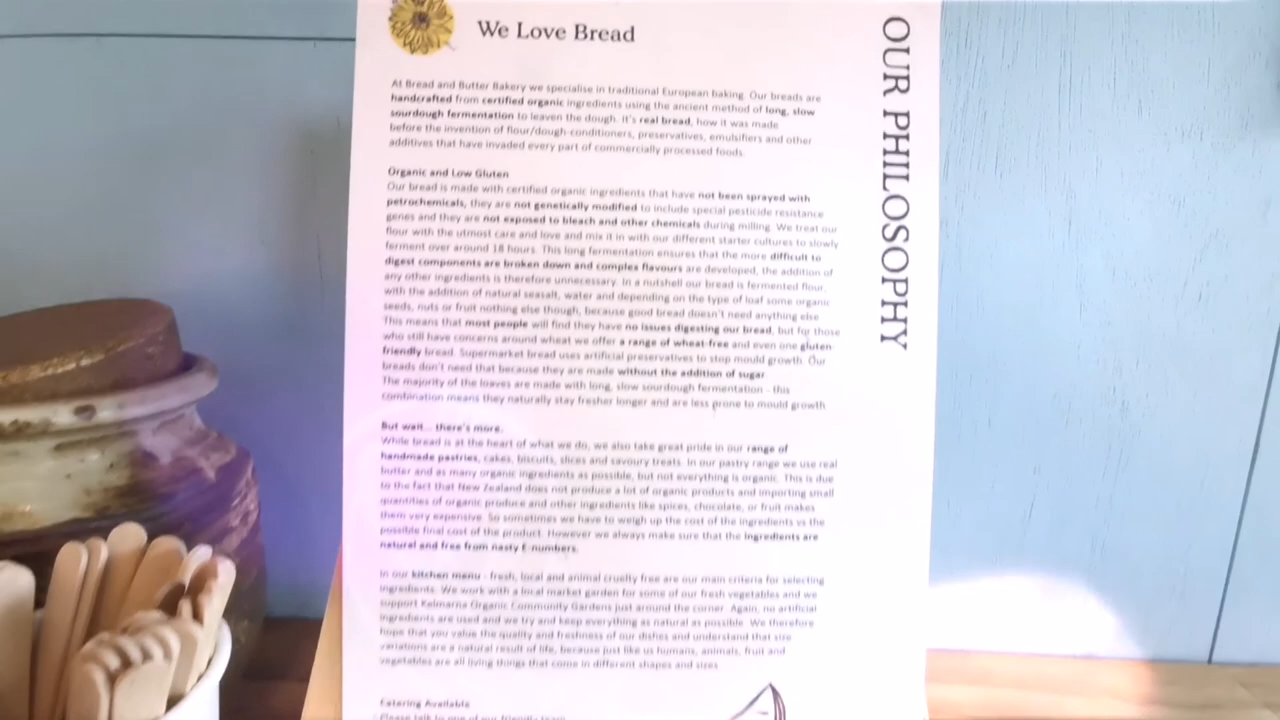 We Love Bread
OUR PHILOSOPHY
At Bread and Butter Bakery we specialise in traditional European baking. Our breads are
handcrafted from certified organic ingredients using the ancient method of long, slow
sourdough fermentation to leaven the dough. It's real bread, how it was made
before the invention of flour/dough-conditioners, preservatives, emulsifiers and other
additives that have invaded every part of commercially processed foods.
Organic and Low Gluten
Our bread is made with certified organic ingredients that have not been sprayed with
petrochemicals, they are not genetically modified to include special pesticide resistance
genes and they are not exposed to bleach and other chemicals during milling. We treat our
flour with the utmost care and love and mix it in with our different starter cultures to slowly
ferment over around 18 hours. This long fermentation ensures that the more difficult to
digest components are broken down and complex flavours are developed, the addition of
any other ingredients is therefore unnecessary. In a nutshell our bread is fermented flour,
with the addition of natural seasalt, water and depending on the type of loaf some organic
seeds, nuts or fruit nothing else though, because good bread doesn't need anything else
This means that most people will find they have no issues digesting our bread, but for those
who still have concerns around wheat we offer a range of wheat-free and even one gluten-
friendly bread. Supermarket bread uses artificial preservatives to stop mould growth. Our
breads don't need that because they are made without the addition of sugar
The majority of the loaves are made with long, slow sourdough fermentation - this
combination means they naturally stay fresher longer and are less prone to mould growth
But wait... there's more.
While bread is at the heart of what we do, we also take great pride in our range of
handmade pastries, cakes, biscuits, slices and savoury treats. In our pastry range we use real
butter and as many organic ingredients as possible, but not everything is organic. This is due
to the fact that New Zealand does not produce a lot of organic products and importing small
quantities of organic produce and other ingredients like spices, chocolate, or fruit makes
them very expensive. So sometimes we have to weigh up the cost of the ingredients vs the
possible final cost of the product. However we always make sure that the ingredients are
natural and free from nasty E-numbers.
In our kitchen menu - fresh, local and animal cruelty free are our main criteria for selecting
ingredients. We work with a local market garden for some of our fresh vegetables and we
support Kelmarna Organic Community Gardens just around the corner. Again, no artificial
ingredients are used and we try and keep everything as natural as possible. We therefore
hope that you value the quality and freshness of our dishes and understand that size
variations are a natural result of life, because just like us humans, animals, fruit and
vegetables are all living things that come in different shapes and sizes
Catering Available
Please talk to one of our friendly team